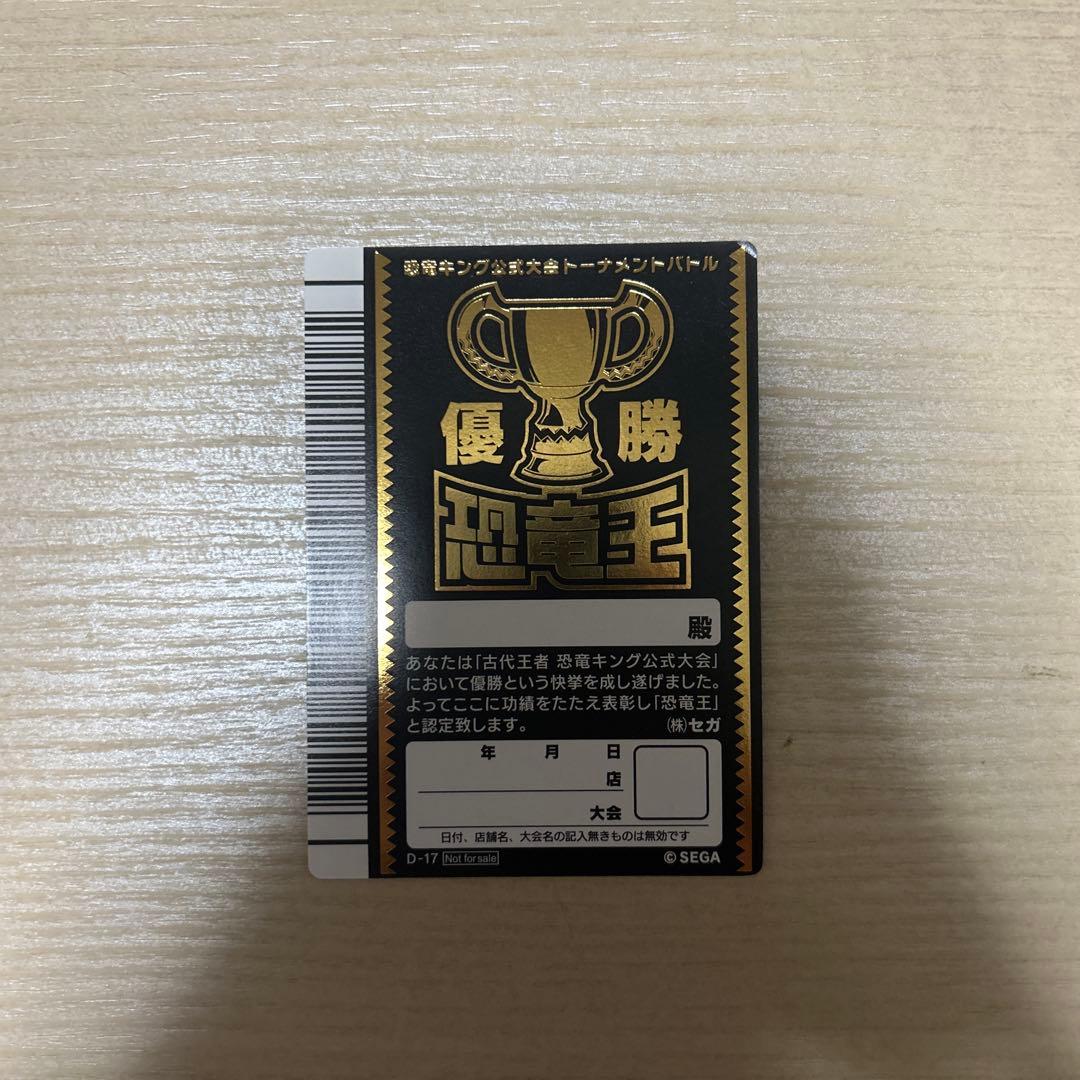 恐竜キング公式大会トーナメントバトル
優勝
恐竜王
殿
あなたは「古代王者 恐竜キング公式大会」
において優勝という快挙を成し遂げました。
よってここに功績をたたえ表彰し「恐竜王」
と認定致します。 ㈱セガ
年 月 日
店
大会
日付、店舗名、大会名の記入無きものは無効です
D-17 Not for sale © SEGA